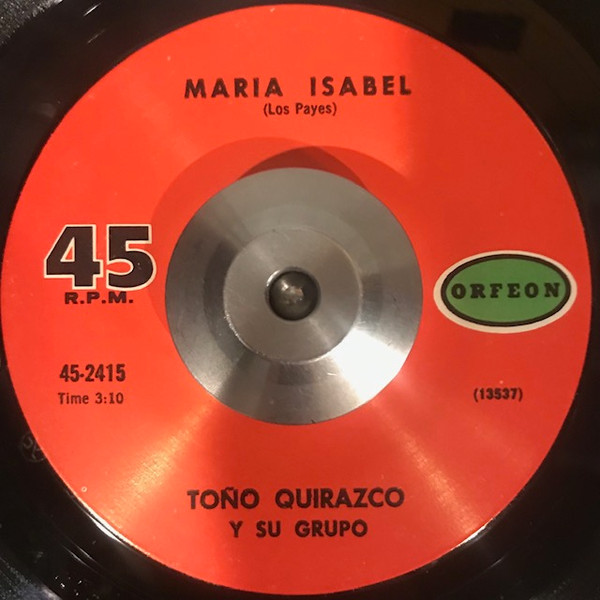 MARIA ISABEL
(Los Payes)
45
R.P.M.
ORFEON
45-2415
Time 3:10
(13537)
TOÑO QUIRAZCO
Y SU GRUPO